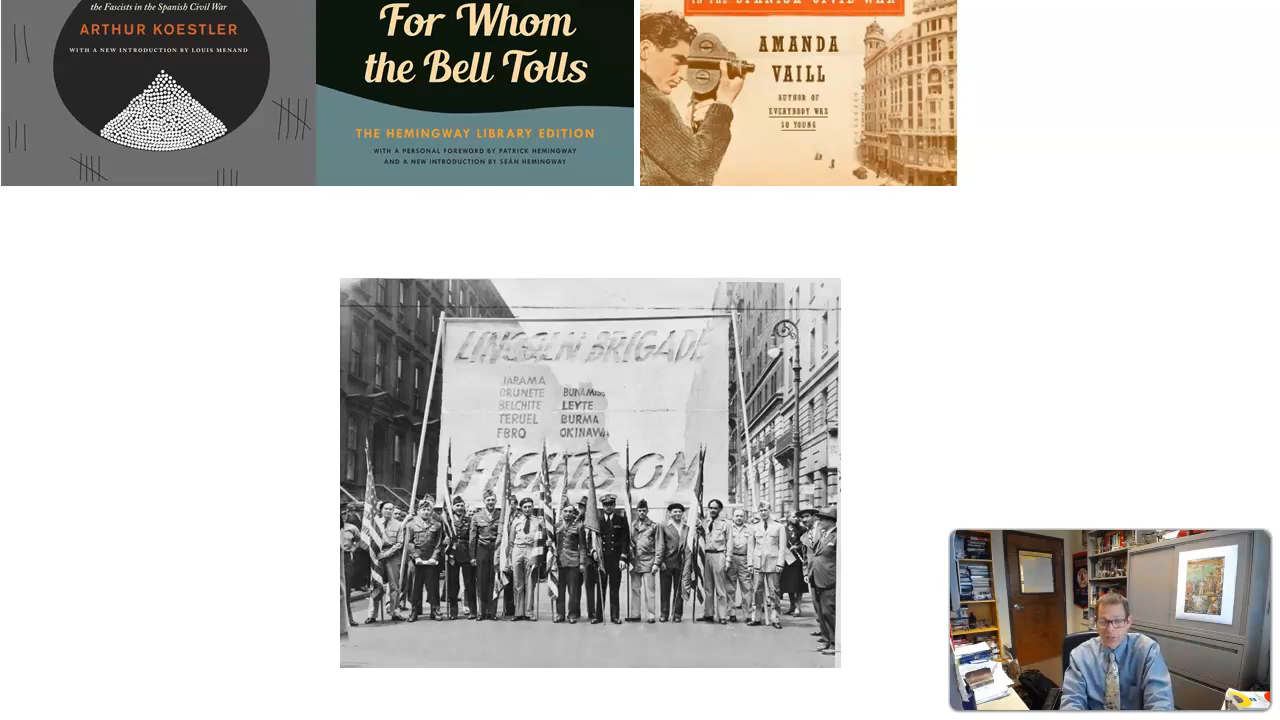 the Fascists in the Spanish Civil War
ARTHUR KOESTLER
WITH A NEW INTRODUCTION BY LOUIS MENAND
For Whom
the Bell Tolls
THE HEMINGWAY LIBRARY EDITION
WITH A PERSONAL FOREWORD BY PATRICK HEMINGWAY
AND A NEW INTRODUCTION BY SEÁN HEMINGWAY
IN THE SPANISH CIVIL WAR
AMANDA
VAILL
AUTHOR OF
EVERYBODY WAS
SO YOUNG
LINCOLN BRIGADE
JARAMA
BRUNETE
BELCHITE
TERUEL
EBRO
BUNA
LEYTE
BURMA
OKINAWA
FIGHTS ON